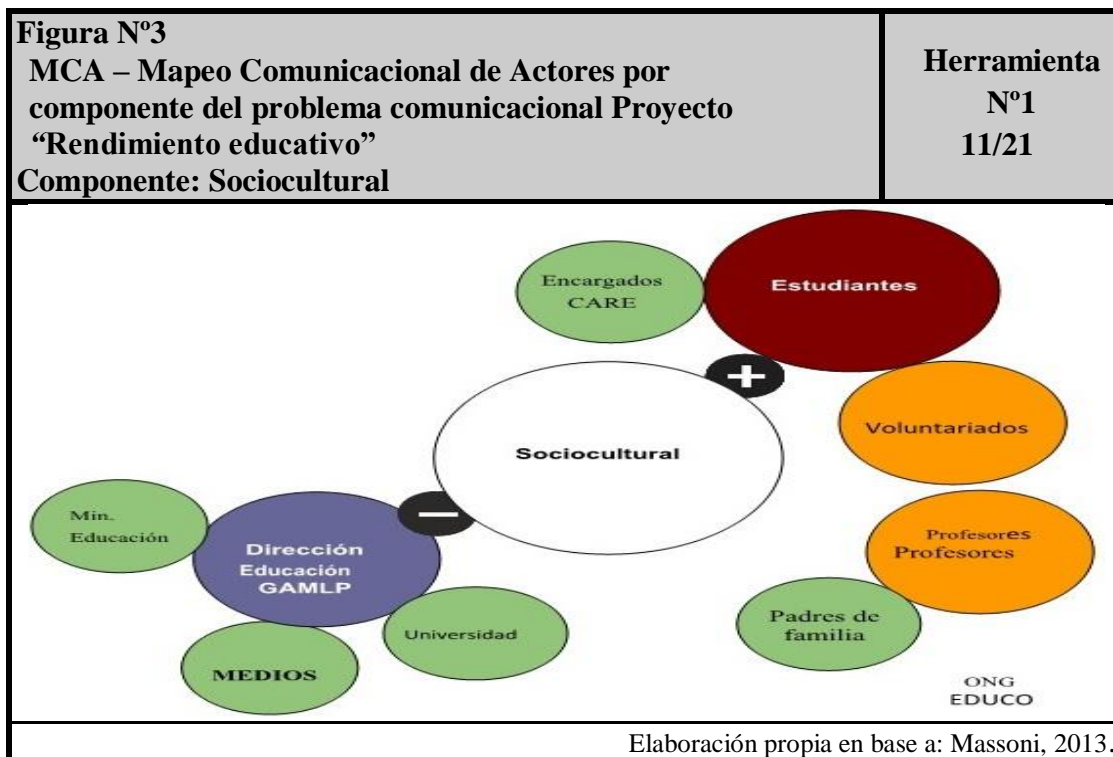 Figura Nº3
MCA – Mapeo Comunicacional de Actores por
componente del problema comunicacional Proyecto
“Rendimiento educativo”
Componente: Sociocultural
Herramienta
Nº1
11/21
Encargados
CARE
Estudiantes
+
Voluntariados
Sociocultural
−
Min.
Educación
Dirección
Educación
GAMLP
Profesores
Profesores
Padres de
familia
Universidad
MEDIOS
ONG
EDUCO
Elaboración propia en base a: Massoni, 2013.